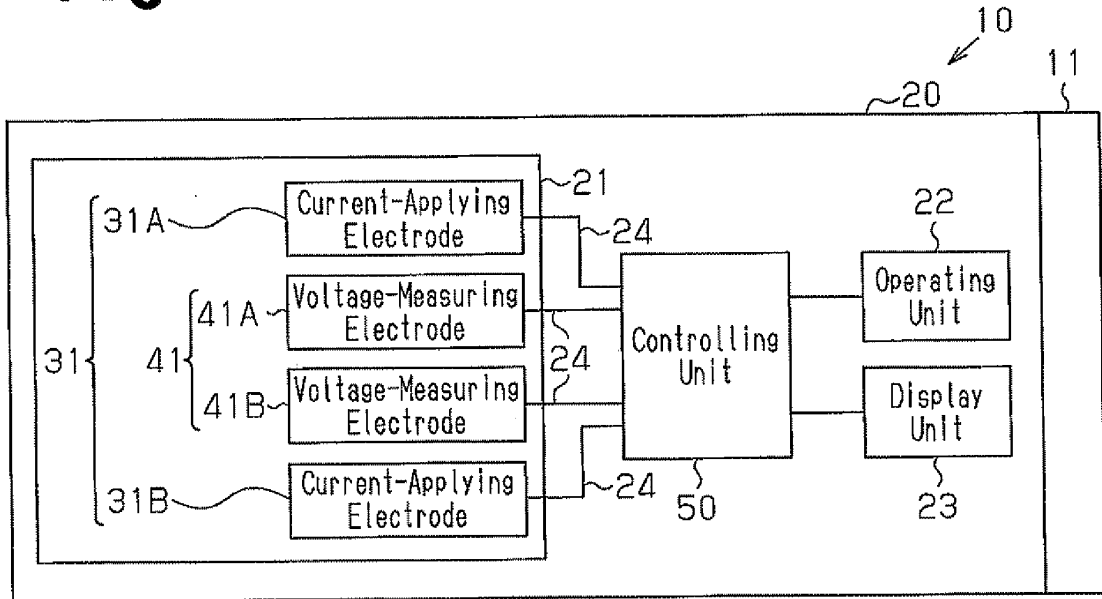 10
11
20
21
31A
Current-Applying
Electrode
24
22
Operating
Unit
41A
Voltage-Measuring
Electrode
31
41
24
Controlling
Unit
41B
Voltage-Measuring
Electrode
Display
Unit
31B
Current-Applying
Electrode
24
50
23